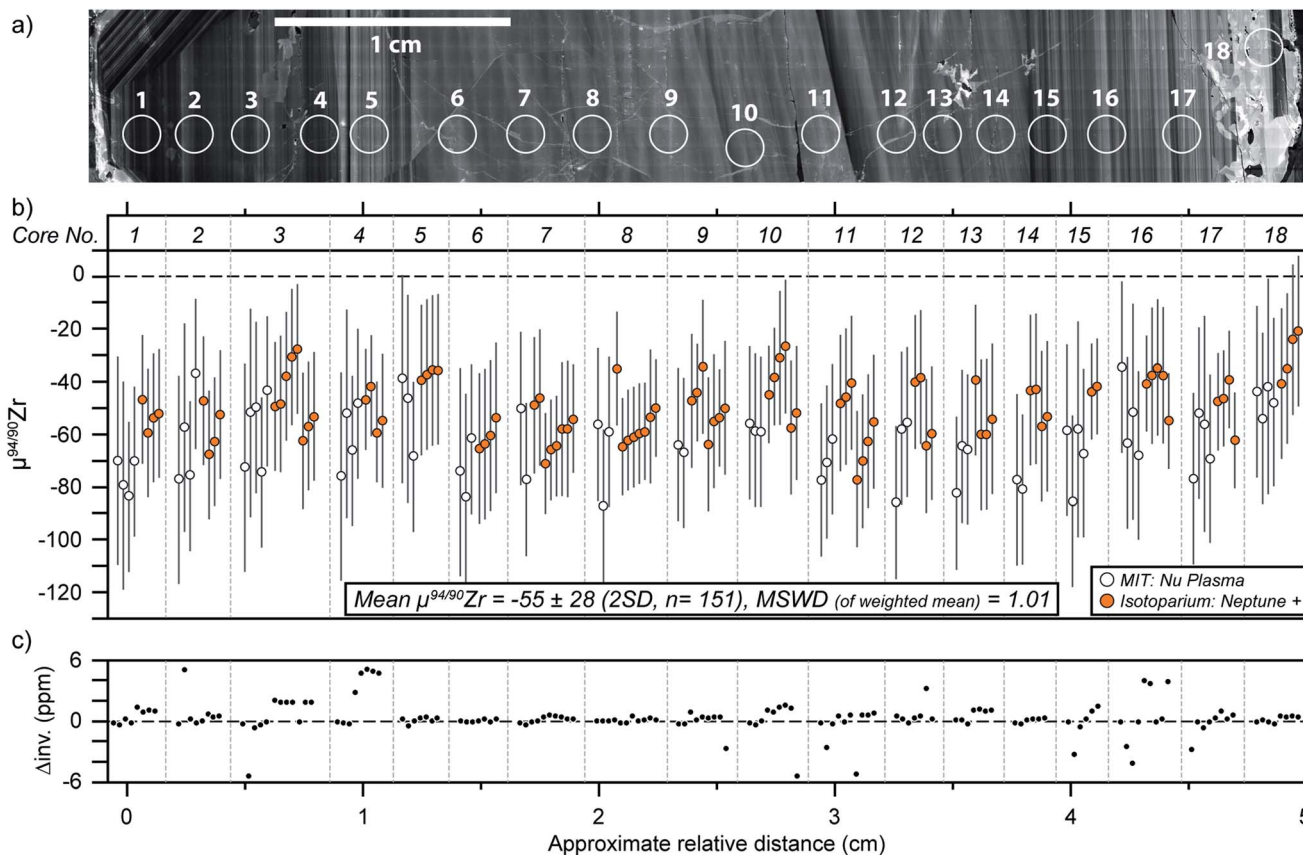 a)
1 cm
1 2 3 4 5 6 7 8 9 10 11 12 13 14 15 16 17 18
b)
Core No. 1 2 3 4 5 6 7 8 9 10 11 12 13 14 15 16 17 18
μ94/90Zr
0
-20
-40
-60
-80
-100
-120
Mean μ94/90Zr = -55 ± 28 (2SD, n= 151), MSWD (of weighted mean) = 1.01
MIT: Nu Plasma
Isotoparium: Neptune +
c)
Δinv. (ppm)
6
0
-6
0 1 2 3 4 5
Approximate relative distance (cm)